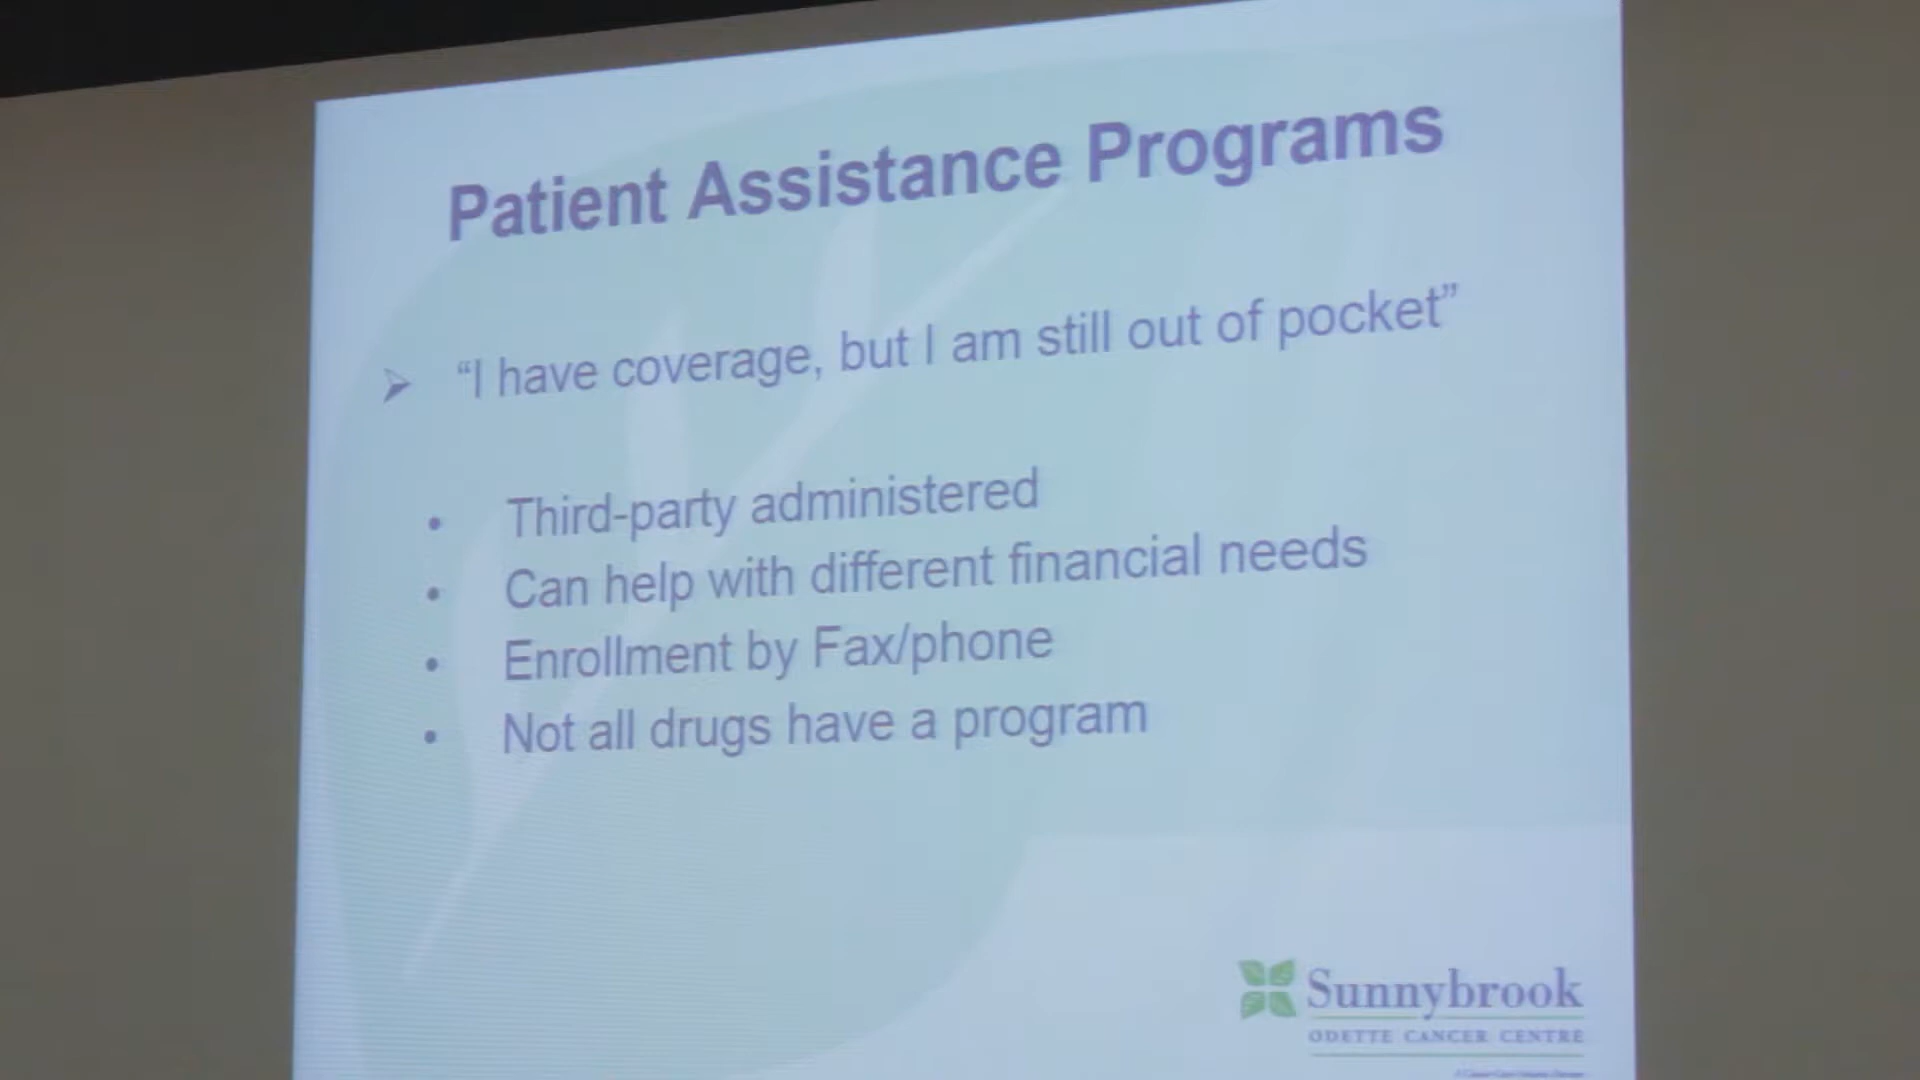 Patient Assistance Programs
➢ “I have coverage, but I am still out of pocket”
• Third-party administered
• Can help with different financial needs
• Enrollment by Fax/phone
• Not all drugs have a program
Sunnybrook
ODETTE CANCER CENTRE